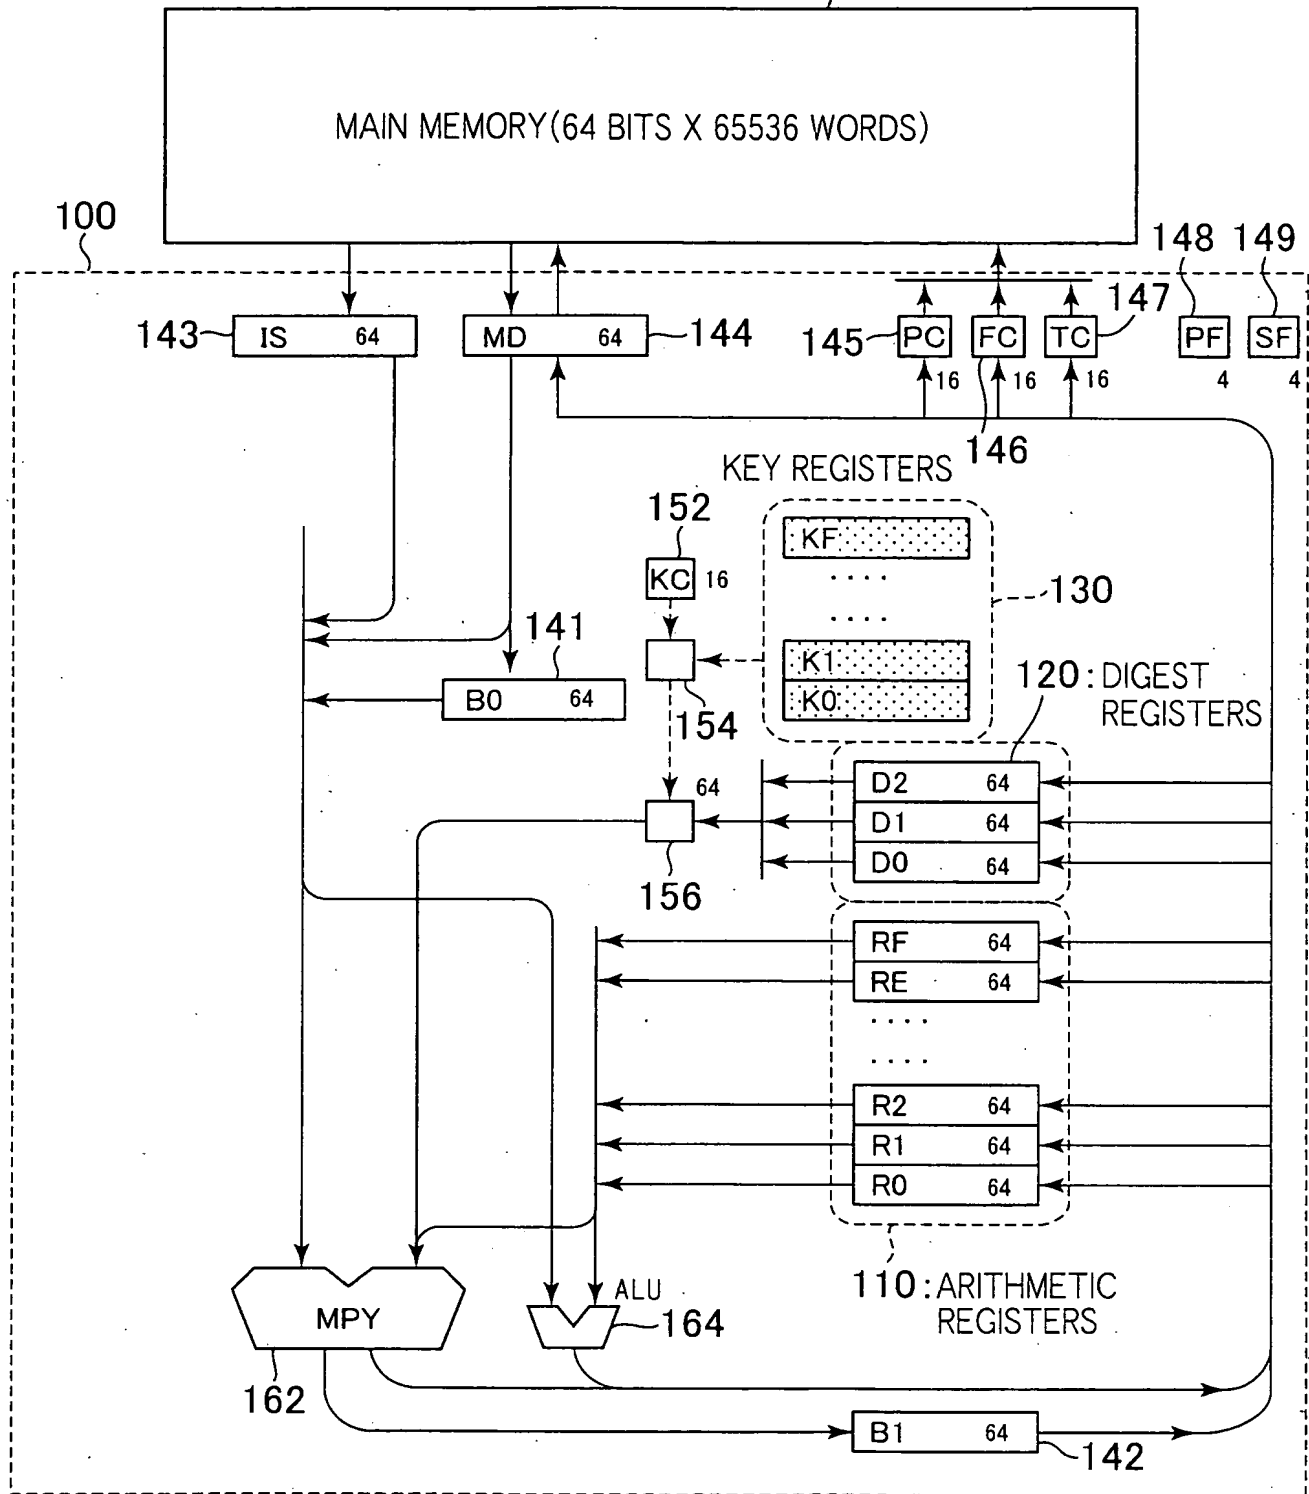 MAIN MEMORY(64 BITS X 65536 WORDS)
100
148 149
147
143 IS 64
MD 64 144
145 PC FC TC
PF SF
16 16 16
4 4
146
KEY REGISTERS
152
KF
KC 16
....
....
130
141
K1
B0 64
K0
154
120:DIGEST
REGISTERS
64
D2 64
D1 64
D0 64
156
RF 64
RE 64
....
....
R2 64
R1 64
R0 64
ALU
110:ARITHMETIC
REGISTERS
MPY
164
162
B1 64
142